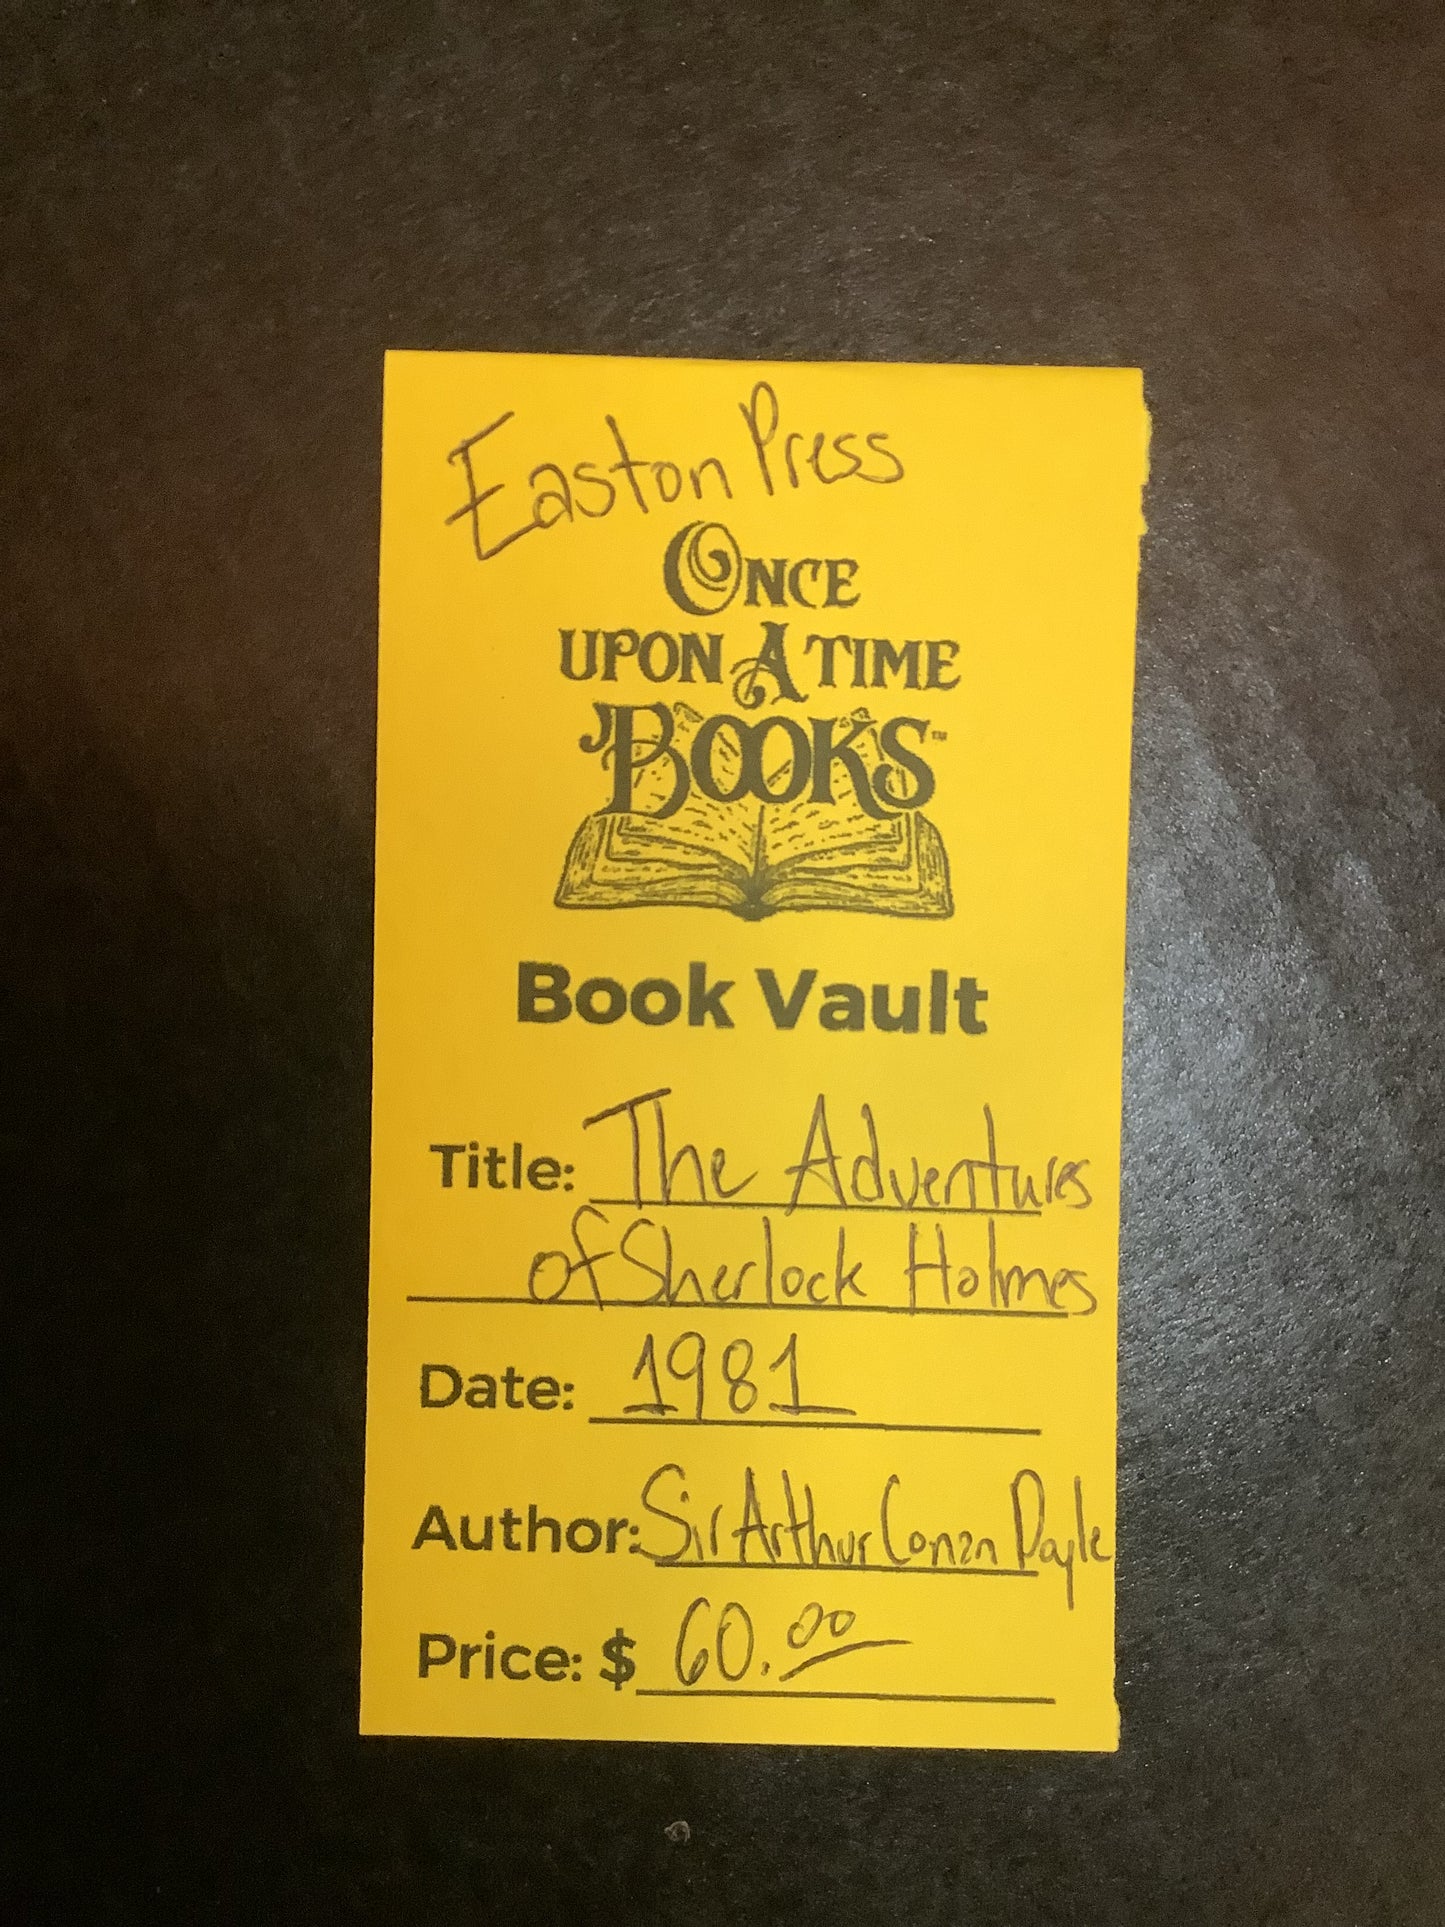 Easton Press
ONCE
UPON A TIME
BOOKS™
Book Vault
Title: The Adventures
of Sherlock Holmes
Date: 1981
Author: Sir Arthur Conan Doyle
Price: $ 60.00